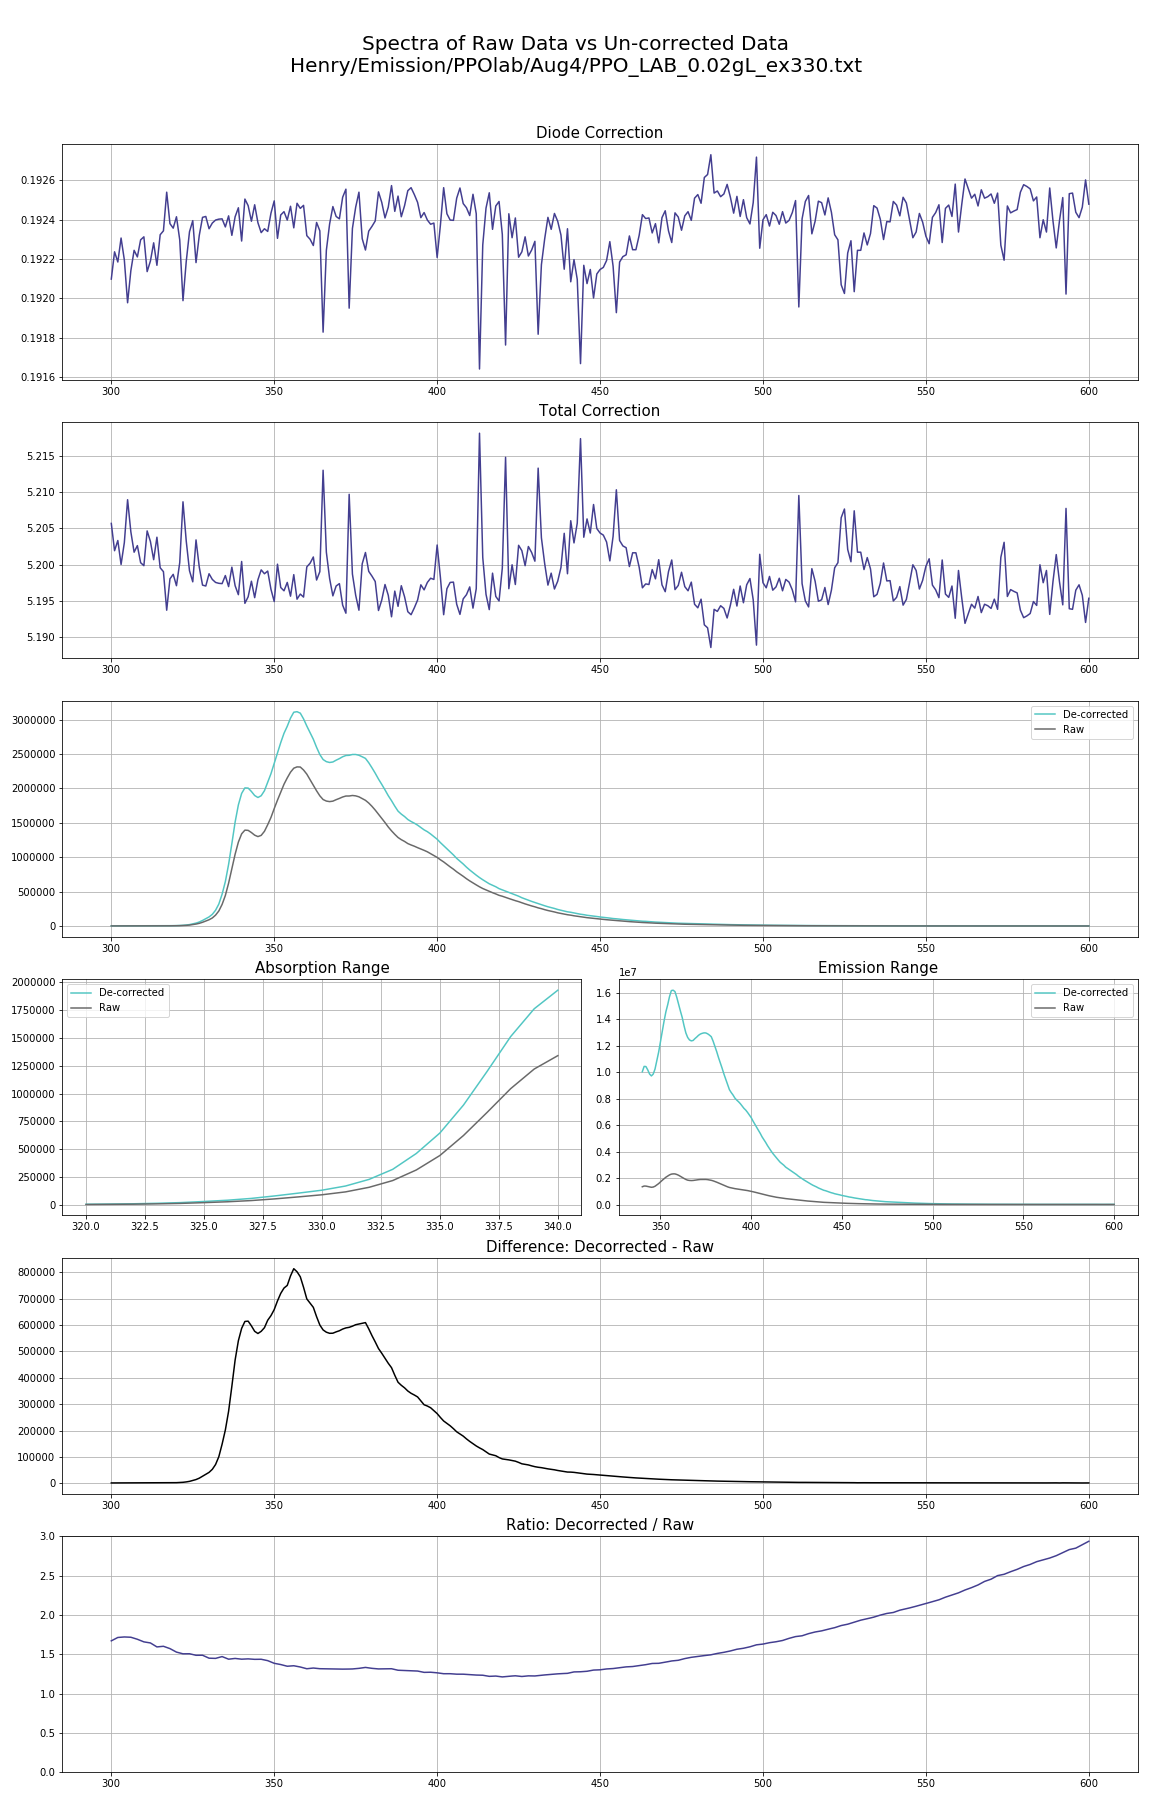 Spectra of Raw Data vs Un-corrected Data
Henry/Emission/PPOlab/Aug4/PPO_LAB_0.02gL_ex330.txt
Diode Correction
0.1926
0.1924
0.1922
0.1920
0.1918
0.1916
300 350 400 450 500 550 600
Total Correction
5.215
5.210
5.205
5.200
5.195
5.190
300 350 400 450 500 550 600
3000000
2500000
2000000
1500000
1000000
500000
0
De-corrected
Raw
300 350 400 450 500 550 600
Absorption Range
2000000
1750000
1500000
1250000
1000000
750000
500000
250000
0
De-corrected
Raw
320.0 322.5 325.0 327.5 330.0 332.5 335.0 337.5 340.0
Emission Range
1e7
1.6
1.4
1.2
1.0
0.8
0.6
0.4
0.2
0.0
De-corrected
Raw
350 400 450 500 550 600
Difference: Decorrected - Raw
800000
700000
600000
500000
400000
300000
200000
100000
0
300 350 400 450 500 550 600
Ratio: Decorrected / Raw
3.0
2.5
2.0
1.5
1.0
0.5
0.0
300 350 400 450 500 550 600